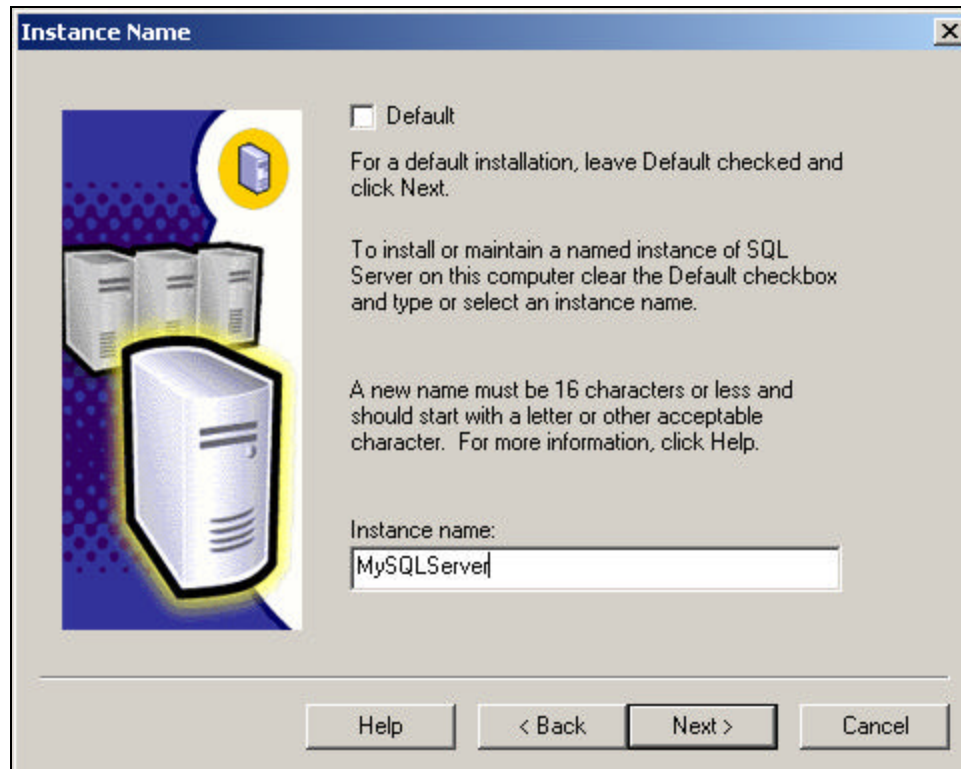 Instance Name
Default
For a default installation, leave Default checked and
click Next.
To install or maintain a named instance of SQL
Server on this computer clear the Default checkbox
and type or select an instance name.
A new name must be 16 characters or less and
should start with a letter or other acceptable
character. For more information, click Help.
Instance name:
MySQLServer
Help
< Back
Next >
Cancel